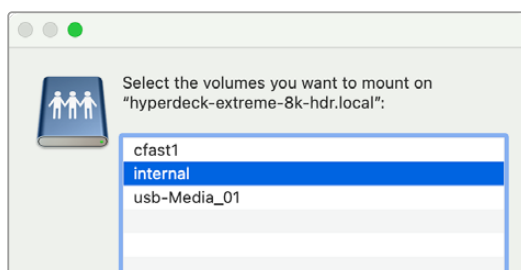 Select the volumes you want to mount on
“hyperdeck-extreme-8k-hdr.local”:
cfast1
internal
usb-Media_01